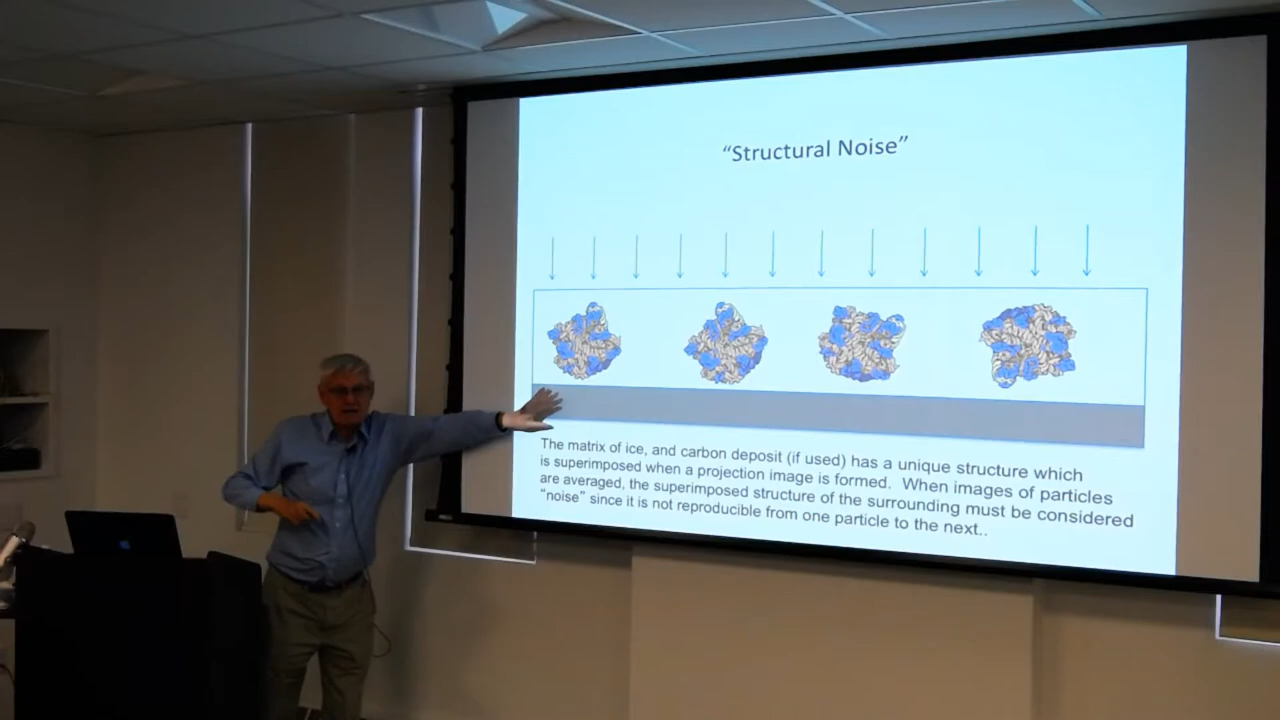 “Structural Noise”
The matrix of ice, and carbon deposit (if used) has a unique structure which
is superimposed when a projection image is formed. When images of particles
are averaged, the superimposed structure of the surrounding must be considered
“noise” since it is not reproducible from one particle to the next..